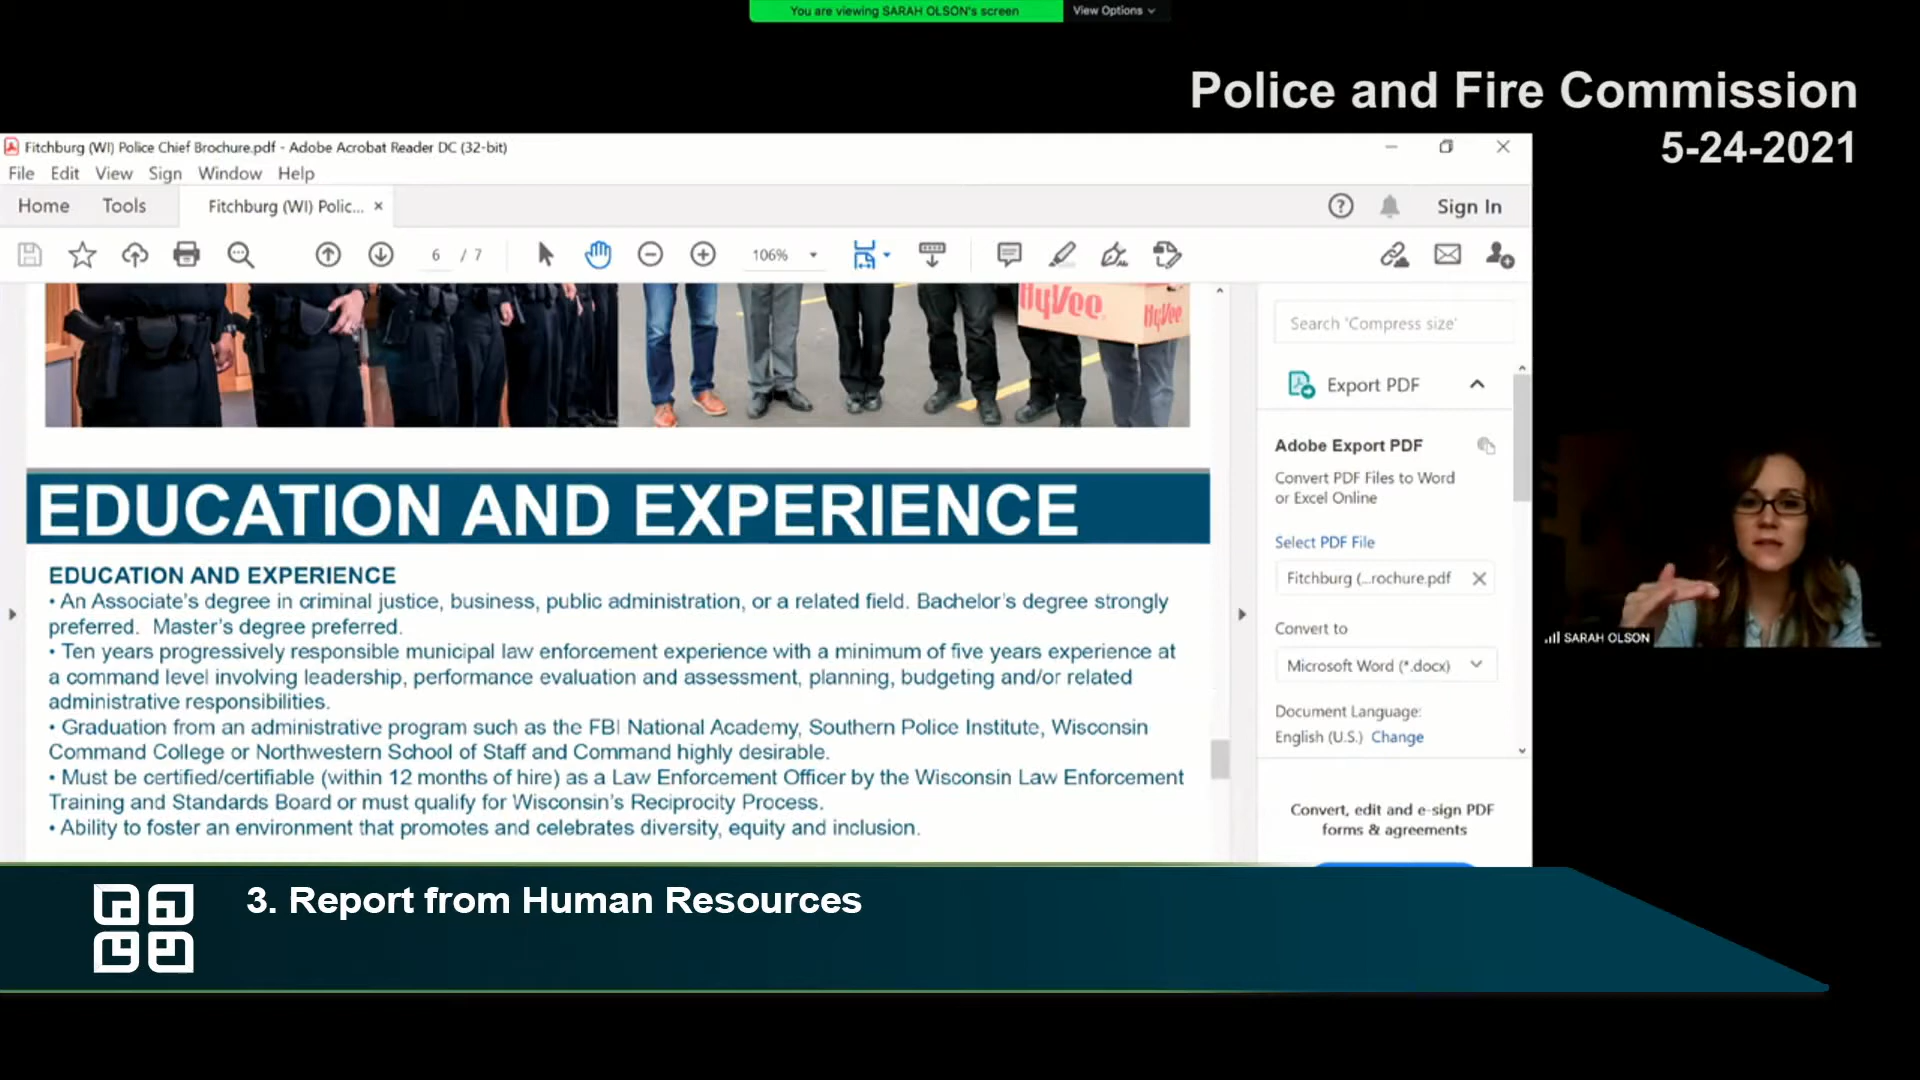 You are viewing SARAH OLSON's screen
View Options
Police and Fire Commission
5-24-2021
Fitchburg (WI) Police Chief Brochure.pdf - Adobe Acrobat Reader DC (32-bit)
File Edit View Sign Window Help
Home Tools Fitchburg (WI) Polic... × Sign In
6 / 7 106%
HyVee
HyVee
Search 'Compress size'
Export PDF
Adobe Export PDF
Convert PDF Files to Word
or Excel Online
Select PDF File
Fitchburg (...rochure.pdf
Convert to
Microsoft Word (*.docx)
Document Language:
English (U.S.) Change
Convert, edit and e-sign PDF
forms & agreements
EDUCATION AND EXPERIENCE
EDUCATION AND EXPERIENCE
• An Associate's degree in criminal justice, business, public administration, or a related field. Bachelor's degree strongly
preferred. Master's degree preferred.
• Ten years progressively responsible municipal law enforcement experience with a minimum of five years experience at
a command level involving leadership, performance evaluation and assessment, planning, budgeting and/or related
administrative responsibilities.
• Graduation from an administrative program such as the FBI National Academy, Southern Police Institute, Wisconsin
Command College or Northwestern School of Staff and Command highly desirable.
• Must be certified/certifiable (within 12 months of hire) as a Law Enforcement Officer by the Wisconsin Law Enforcement
Training and Standards Board or must qualify for Wisconsin's Reciprocity Process.
• Ability to foster an environment that promotes and celebrates diversity, equity and inclusion.
SARAH OLSON
3. Report from Human Resources